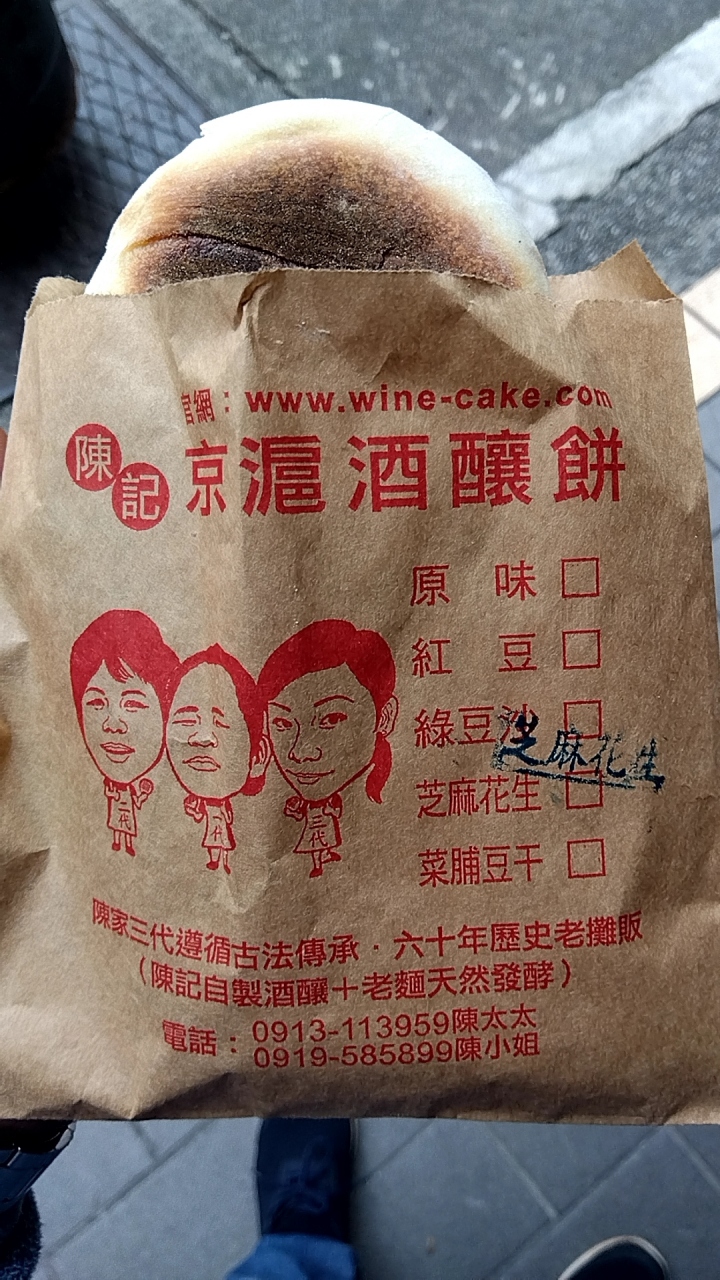 官網：www.wine-cake.com
陳記 京滬酒釀餅
原味 □
紅豆 □
綠豆沙 □
芝麻花生
芝麻花生 □
菜脯豆干 □
二代
一代
三代
陳家三代遵循古法傳承．六十年歷史老攤販
（陳記自製酒釀＋老麵天然發酵）
電話：0913-113959陳太太
0919-585899陳小姐